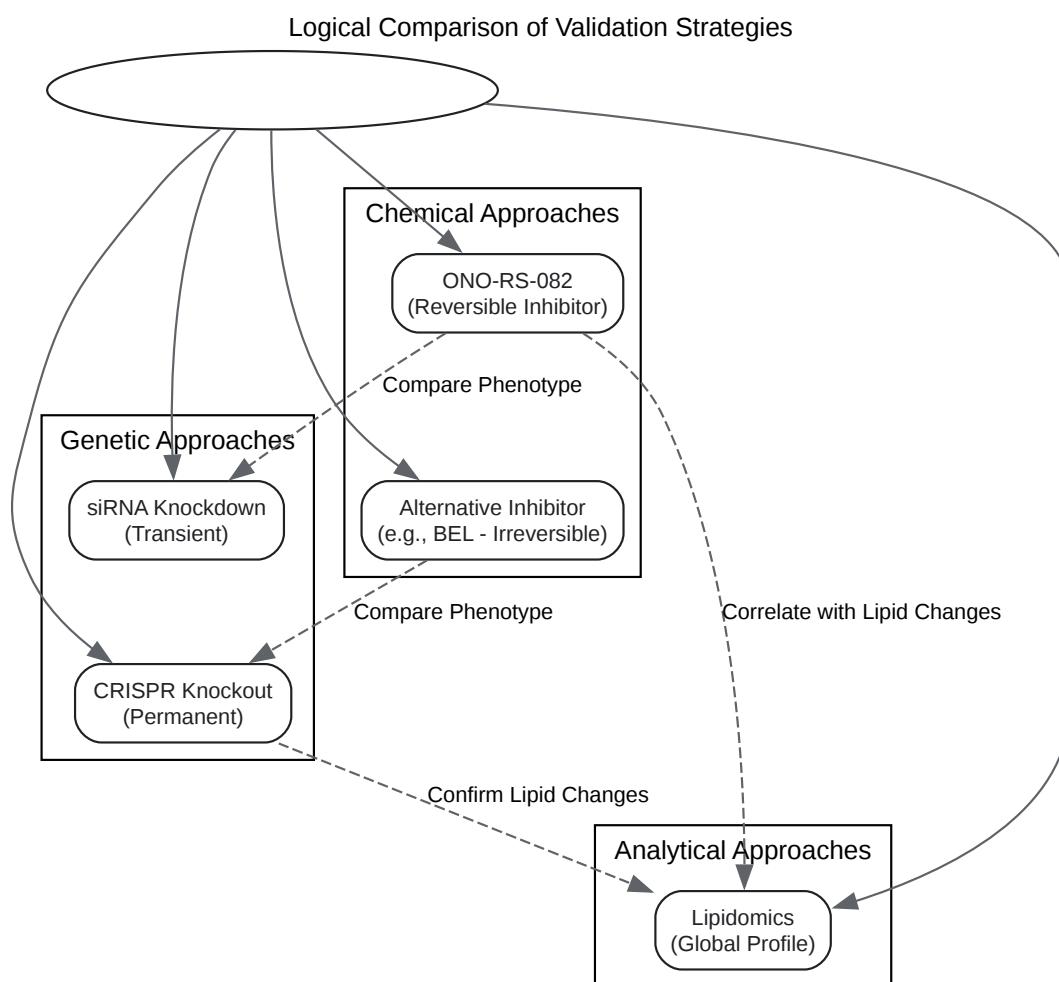 Logical Comparison of Validation Strategies
Chemical Approaches
ONO-RS-082
(Reversible Inhibitor)
Compare Phenotype
Genetic Approaches
siRNA Knockdown
(Transient)
Alternative Inhibitor
(e.g., BEL - Irreversible)
Compare Phenotype
Correlate with Lipid Changes
CRISPR Knockout
(Permanent)
Confirm Lipid Changes
Analytical Approaches
Lipidomics
(Global Profile)